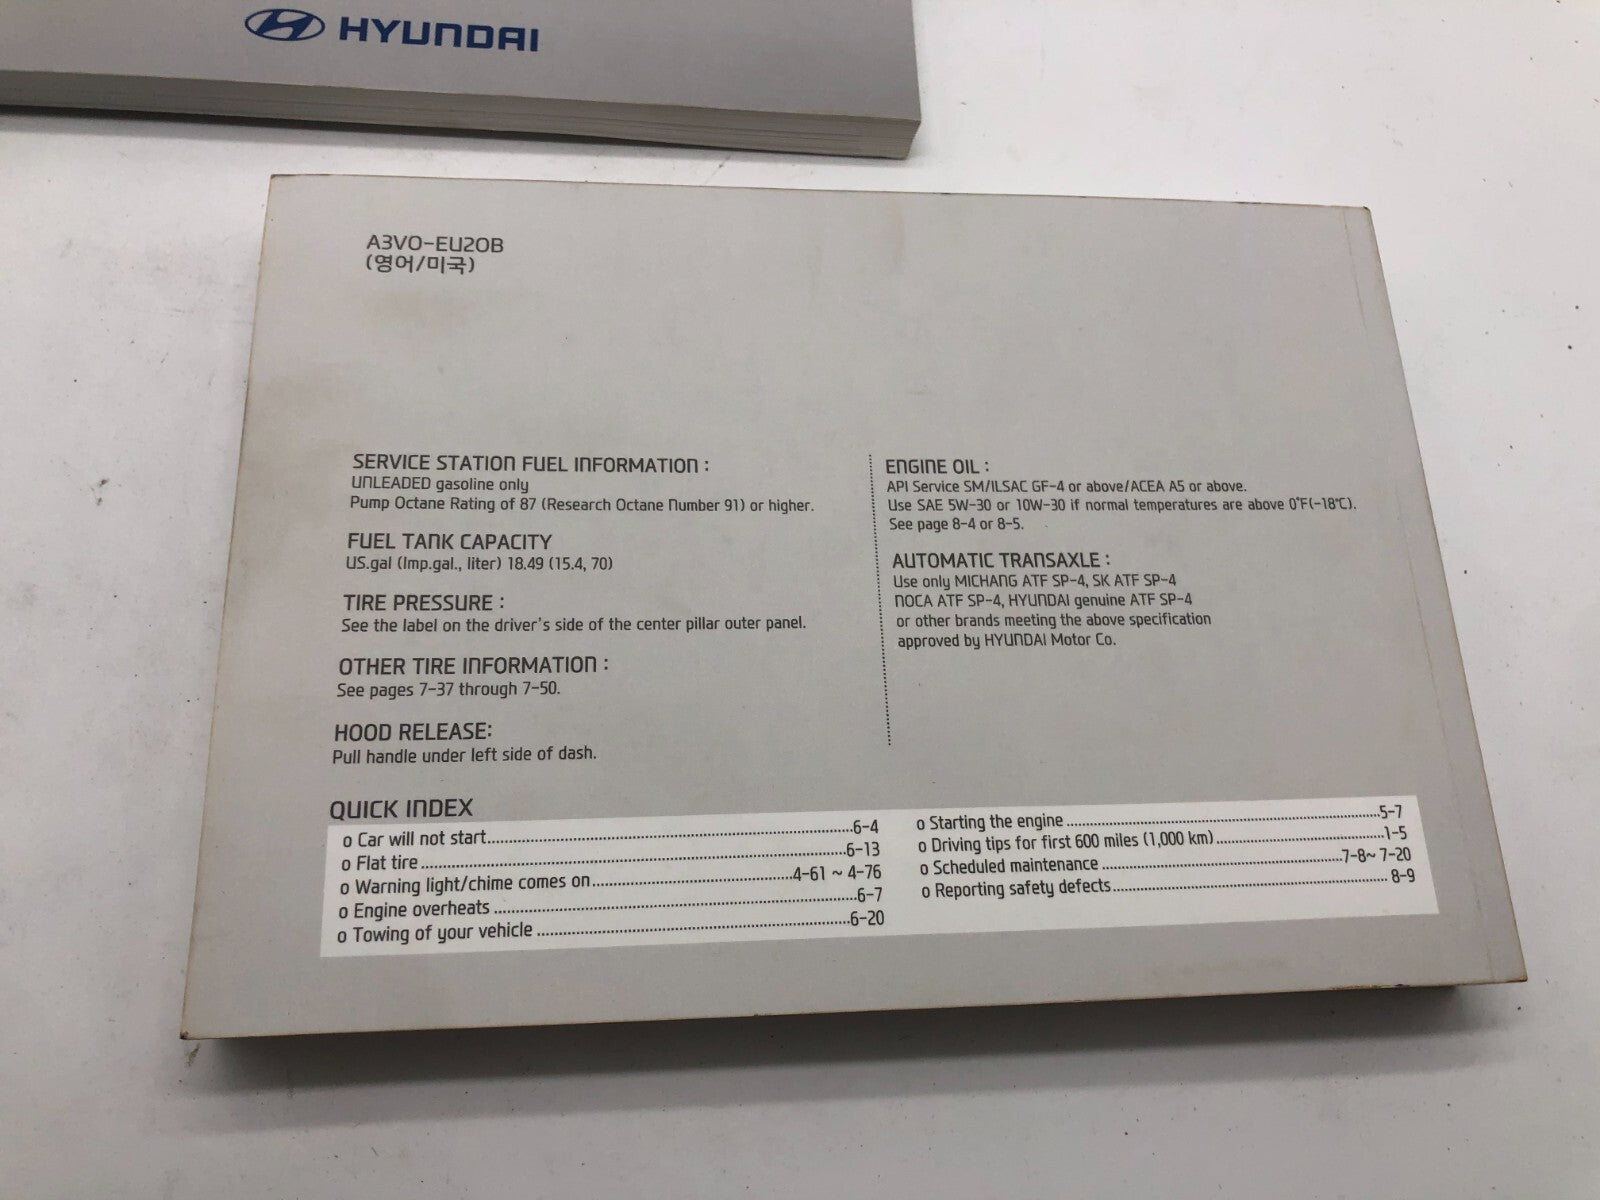 HYUNDAI
A3VO-EU20B
(영어/미국)
SERVICE STATION FUEL INFORMATION :
UNLEADED gasoline only
Pump Octane Rating of 87 (Research Octane Number 91) or higher.
FUEL TANK CAPACITY
US.gal (Imp.gal., liter) 18.49 (15.4, 70)
TIRE PRESSURE :
See the label on the driver's side of the center pillar outer panel.
OTHER TIRE INFORMATION :
See pages 7-37 through 7-50.
HOOD RELEASE:
Pull handle under left side of dash.
ENGINE OIL :
API Service SM/ILSAC GF-4 or above/ACEA A5 or above.
Use SAE 5W-30 or 10W-30 if normal temperatures are above 0°F(-18°C).
See page 8-4 or 8-5.
AUTOMATIC TRANSAXLE :
Use only MICHANG ATF SP-4, SK ATF SP-4
NOCA ATF SP-4, HYUNDAI genuine ATF SP-4
or other brands meeting the above specification
approved by HYUNDAI Motor Co.
QUICK INDEX
o Car will not start....................6-4
o Flat tire....................6-13
o Warning light/chime comes on....................4-61 ~ 4-76
o Engine overheats ....................6-7
o Towing of your vehicle ....................6-20
o Starting the engine ....................5-7
o Driving tips for first 600 miles (1,000 km)....................1-5
o Scheduled maintenance ....................7-8~ 7-20
o Reporting safety defects.................... 8-9